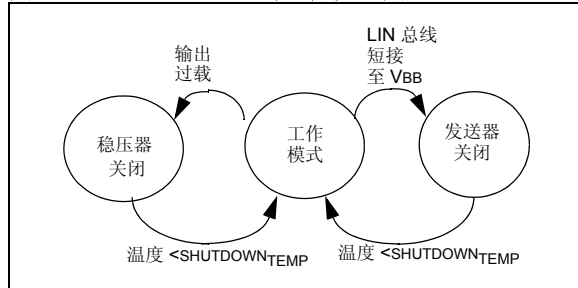 输出
过载
LIN 总线
短接
至 VBB
稳压器
关闭
工作
模式
发送器
关闭
温度 <SHUTDOWNTEMP
温度 <SHUTDOWNTEMP